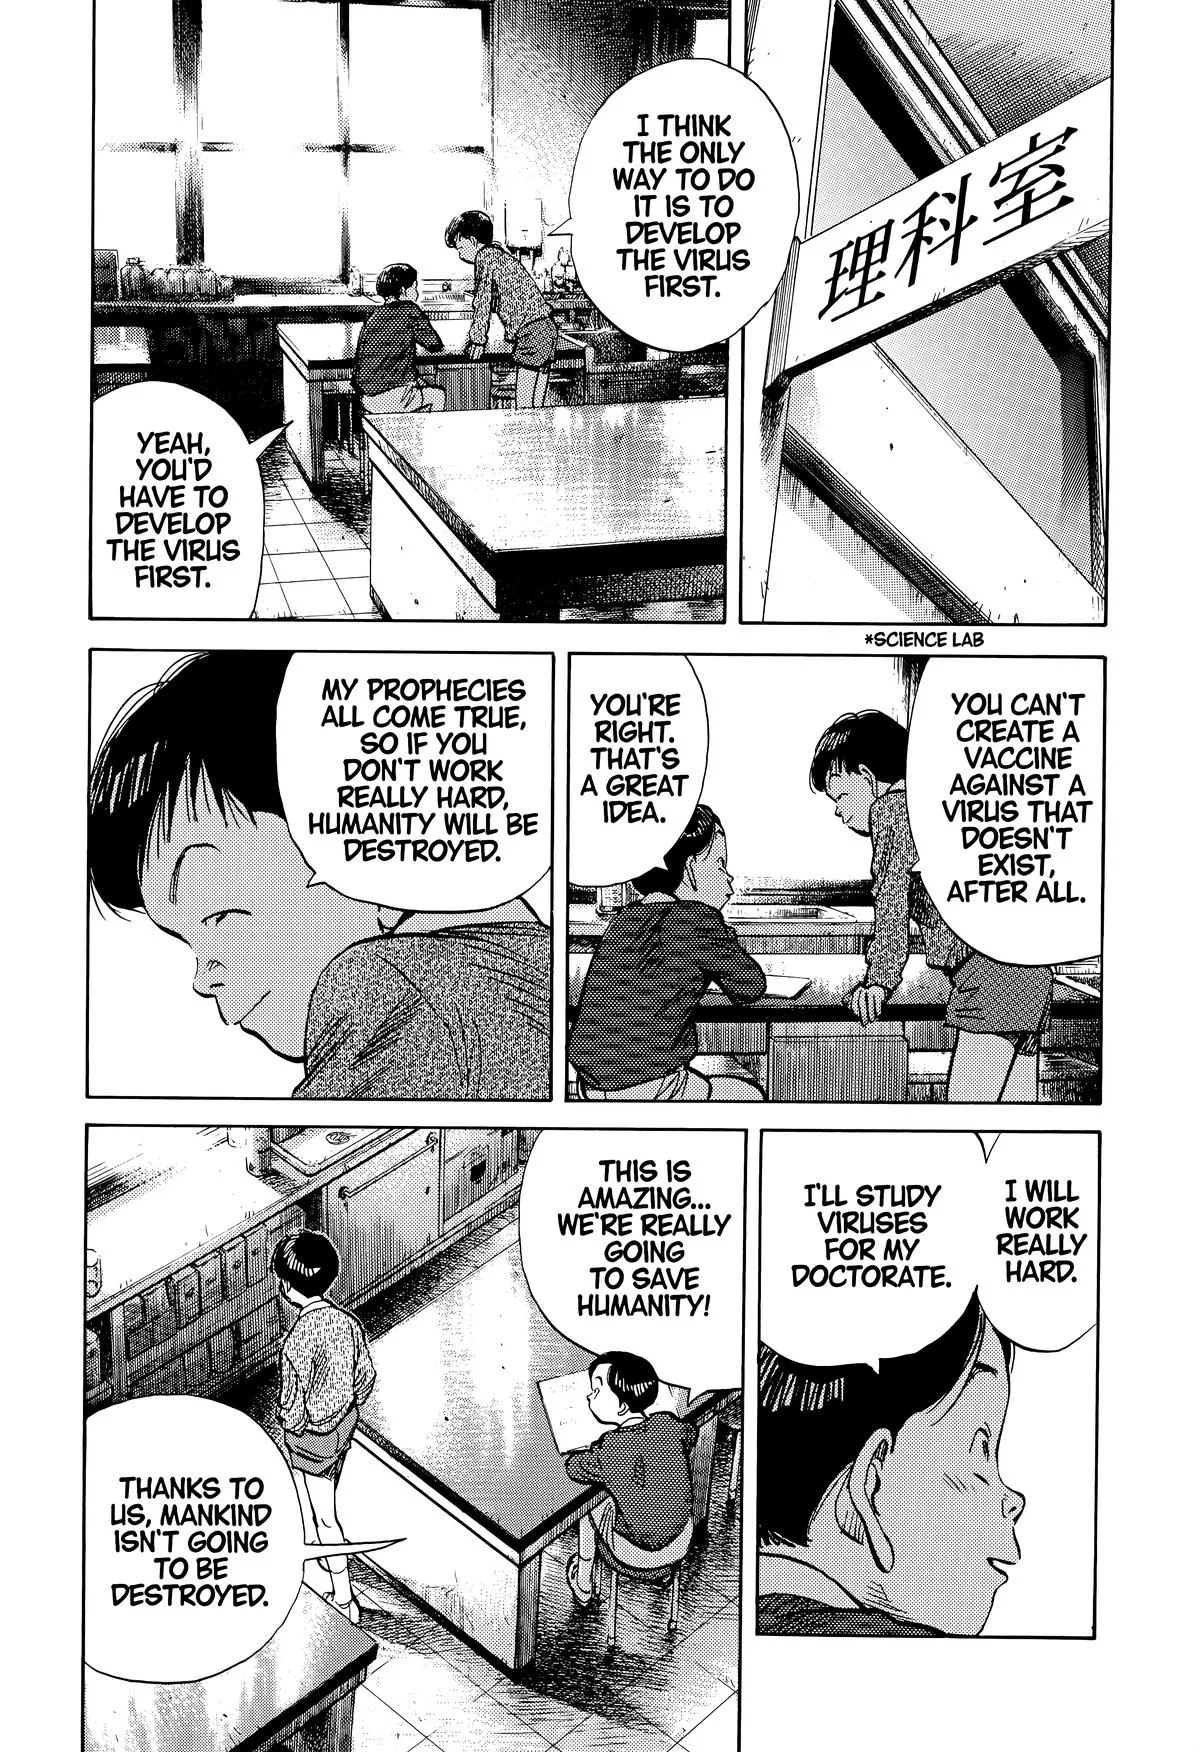 理科室
*SCIENCE LAB
I THINK
THE ONLY
WAY TO DO
IT IS TO
DEVELOP
THE VIRUS
FIRST.
YEAH,
YOU'D
HAVE TO
DEVELOP
THE VIRUS
FIRST.
YOU CAN'T
CREATE A
VACCINE
AGAINST A
VIRUS THAT
DOESN'T
EXIST,
AFTER ALL.
YOU'RE
RIGHT.
THAT'S
A GREAT
IDEA.
MY PROPHECIES
ALL COME TRUE,
SO IF YOU
DON'T WORK
REALLY HARD,
HUMANITY WILL BE
DESTROYED.
I WILL
WORK
REALLY
HARD.
I'LL STUDY
VIRUSES
FOR MY
DOCTORATE.
THIS IS
AMAZING...
WE'RE REALLY
GOING
TO SAVE
HUMANITY!
THANKS TO
US, MANKIND
ISN'T GOING
TO BE
DESTROYED.